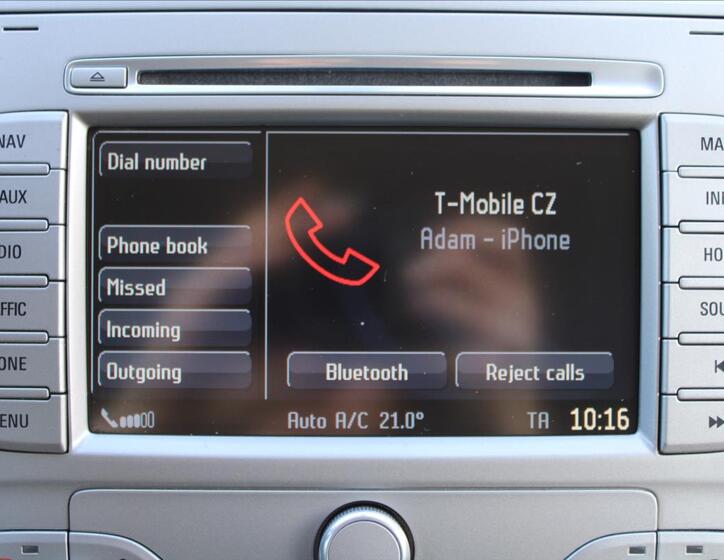 NAV
AUX
DIO
FFIC
ONE
ENU
Dial number
Phone book
Missed
Incoming
Outgoing
T-Mobile CZ
Adam - iPhone
Bluetooth
Reject calls
Auto A/C 21.0°
TA
10:16
MA
INF
HO
SOU